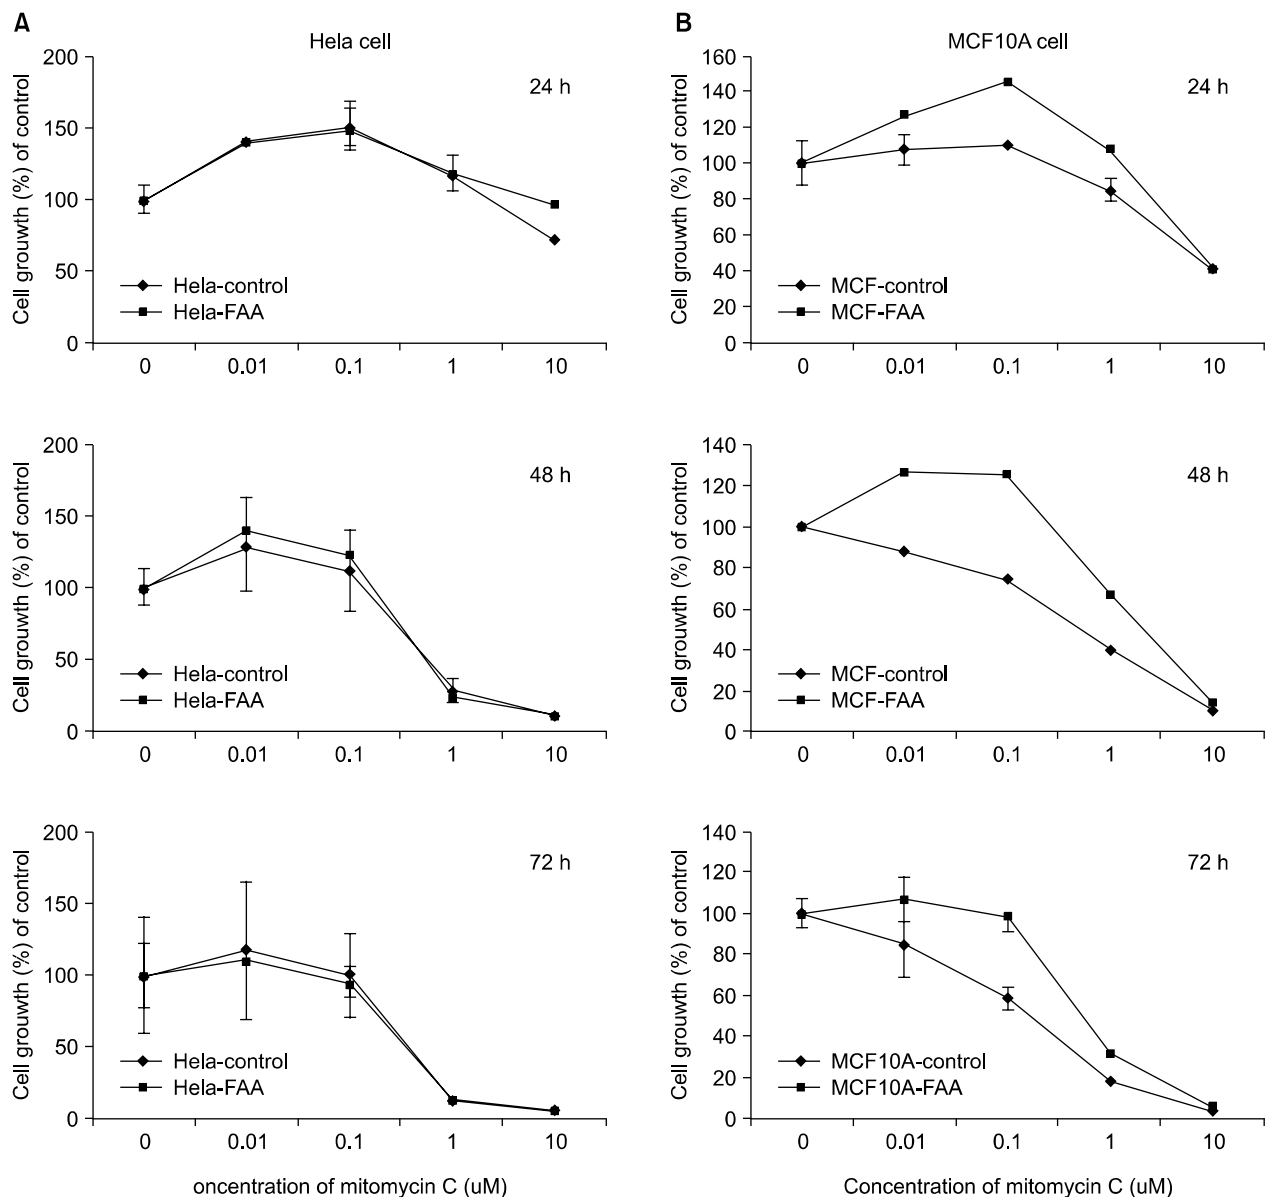 A
Hela cell
Cell grouwth (%) of control
200
150
100
50
0
24 h
Hela-control
Hela-FAA
0 0.01 0.1 1 10
Cell grouwth (%) of control
200
150
100
50
0
48 h
Hela-control
Hela-FAA
0 0.01 0.1 1 10
Cell grouwth (%) of control
200
150
100
50
0
72 h
Hela-control
Hela-FAA
0 0.01 0.1 1 10
oncentration of mitomycin C (uM)
B
MCF10A cell
Cell grouwth (%) of control
160
140
120
100
80
60
40
20
0
24 h
MCF-control
MCF-FAA
0 0.01 0.1 1 10
Cell grouwth (%) of control
140
120
100
80
60
40
20
0
48 h
MCF-control
MCF-FAA
0 0.01 0.1 1 10
Cell grouwth (%) of control
140
120
100
80
60
40
20
0
72 h
MCF10A-control
MCF10A-FAA
0 0.01 0.1 1 10
Concentration of mitomycin C (uM)